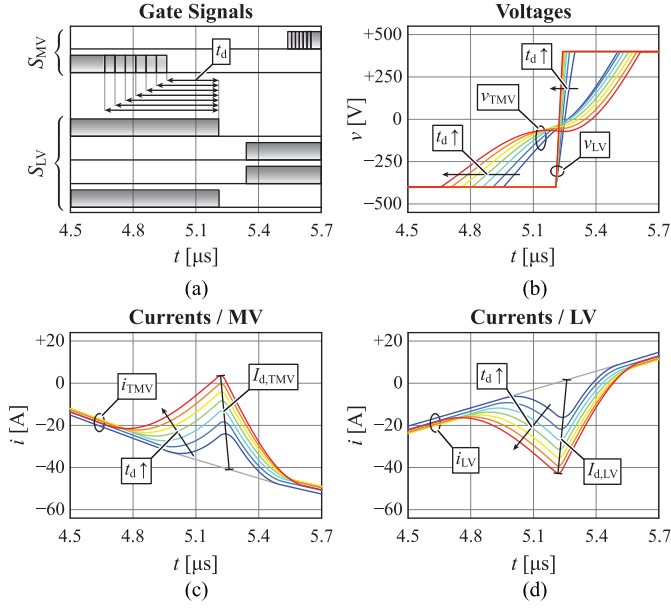 Gate Signals
S_MV
t_d
S_LV
4.5 4.8 5.1 5.4 5.7
t [µs]
(a)
Voltages
+500
+250
0
−250
−500
v [V]
t_d ↑
v_TMV
t_d ↑
v_LV
4.5 4.8 5.1 5.4 5.7
t [µs]
(b)
Currents / MV
+20
0
−20
−40
−60
i [A]
i_TMV
I_d,TMV
t_d ↑
4.5 4.8 5.1 5.4 5.7
t [µs]
(c)
Currents / LV
+20
0
−20
−40
−60
i [A]
t_d ↑
i_LV
I_d,LV
4.5 4.8 5.1 5.4 5.7
t [µs]
(d)